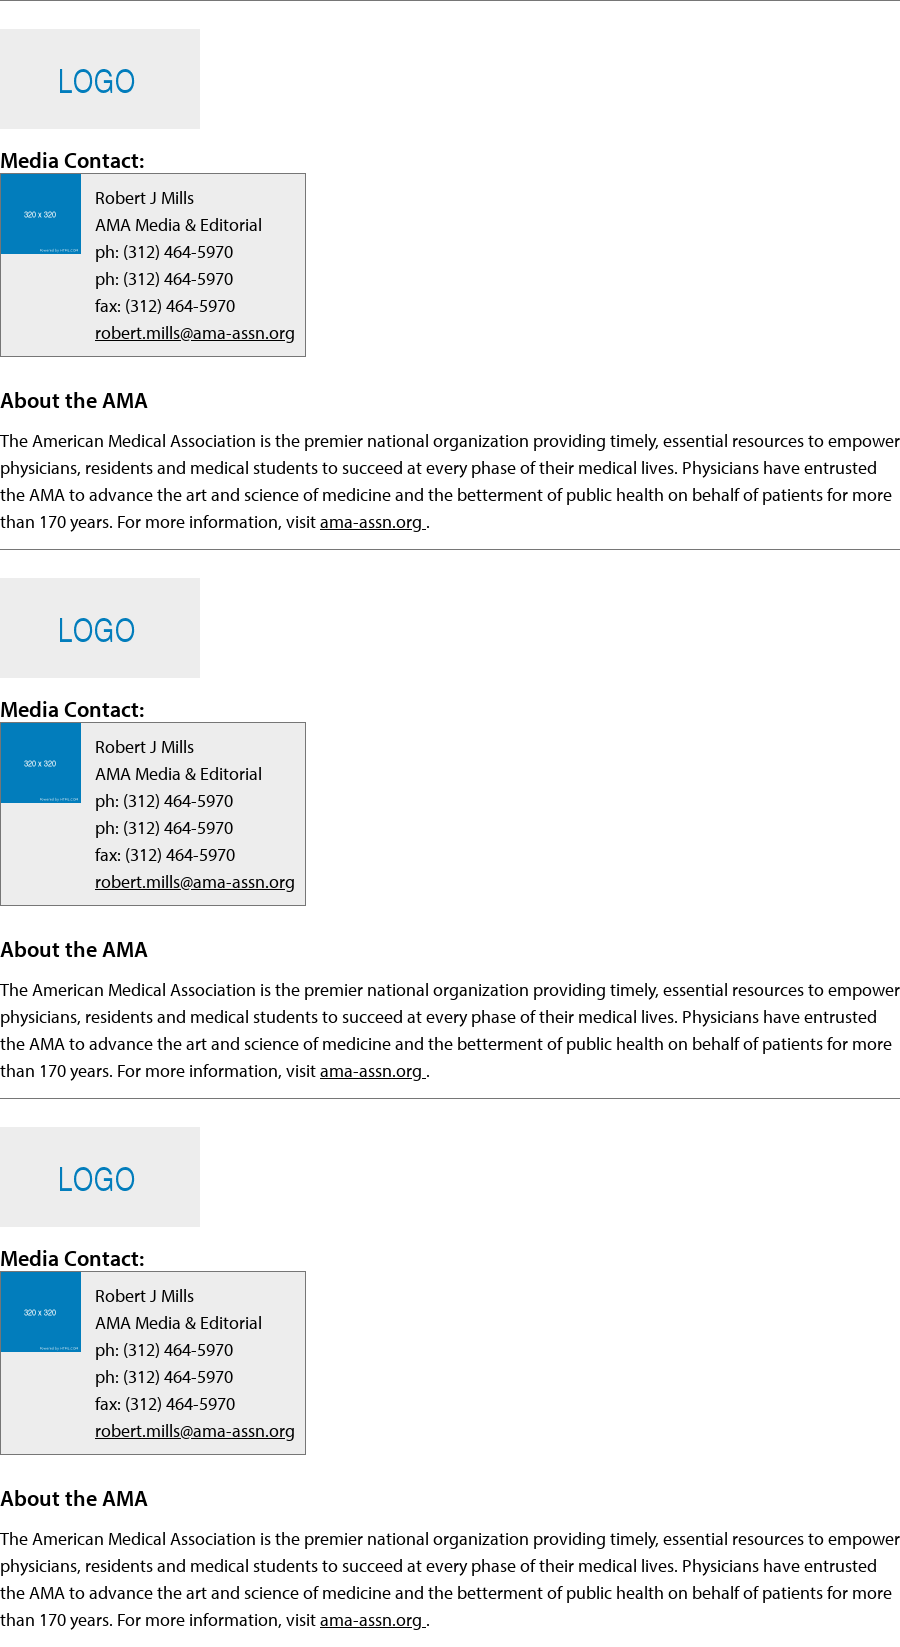 LOGO
Media Contact:
320 x 320
Powered by HTML.COM
Robert J Mills
AMA Media & Editorial
ph: (312) 464-5970
ph: (312) 464-5970
fax: (312) 464-5970
robert.mills@ama-assn.org
About the AMA
The American Medical Association is the premier national organization providing timely, essential resources to empower
physicians, residents and medical students to succeed at every phase of their medical lives. Physicians have entrusted
the AMA to advance the art and science of medicine and the betterment of public health on behalf of patients for more
than 170 years. For more information, visit ama-assn.org .
LOGO
Media Contact:
320 x 320
Powered by HTML.COM
Robert J Mills
AMA Media & Editorial
ph: (312) 464-5970
ph: (312) 464-5970
fax: (312) 464-5970
robert.mills@ama-assn.org
About the AMA
The American Medical Association is the premier national organization providing timely, essential resources to empower
physicians, residents and medical students to succeed at every phase of their medical lives. Physicians have entrusted
the AMA to advance the art and science of medicine and the betterment of public health on behalf of patients for more
than 170 years. For more information, visit ama-assn.org .
LOGO
Media Contact:
320 x 320
Powered by HTML.COM
Robert J Mills
AMA Media & Editorial
ph: (312) 464-5970
ph: (312) 464-5970
fax: (312) 464-5970
robert.mills@ama-assn.org
About the AMA
The American Medical Association is the premier national organization providing timely, essential resources to empower
physicians, residents and medical students to succeed at every phase of their medical lives. Physicians have entrusted
the AMA to advance the art and science of medicine and the betterment of public health on behalf of patients for more
than 170 years. For more information, visit ama-assn.org .